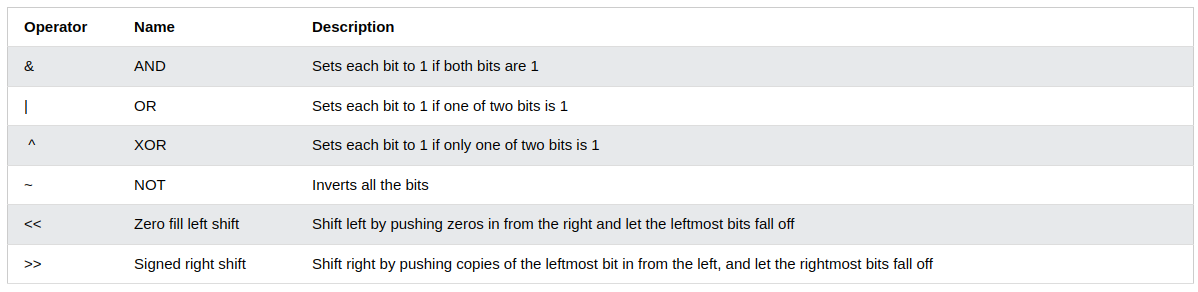 Operator Name Description
& AND Sets each bit to 1 if both bits are 1
| OR Sets each bit to 1 if one of two bits is 1
^ XOR Sets each bit to 1 if only one of two bits is 1
~ NOT Inverts all the bits
<< Zero fill left shift Shift left by pushing zeros in from the right and let the leftmost bits fall off
>> Signed right shift Shift right by pushing copies of the leftmost bit in from the left, and let the rightmost bits fall off